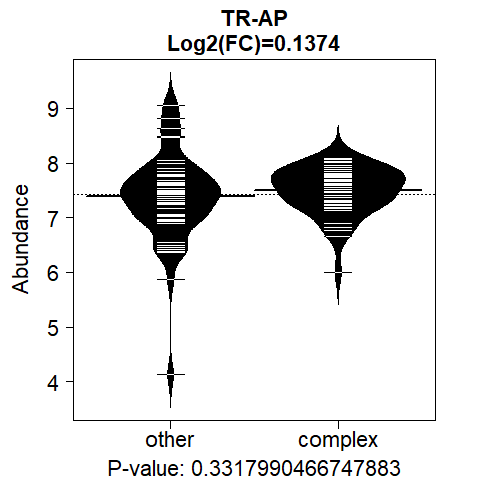 TR-AP
Log2(FC)=0.1374
Abundance
9
8
7
6
5
4
other complex
P-value: 0.3317990466747883